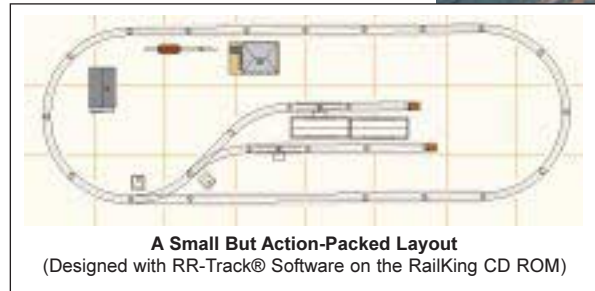 A Small But Action-Packed Layout
(Designed with RR-Track® Software on the RailKing CD ROM)